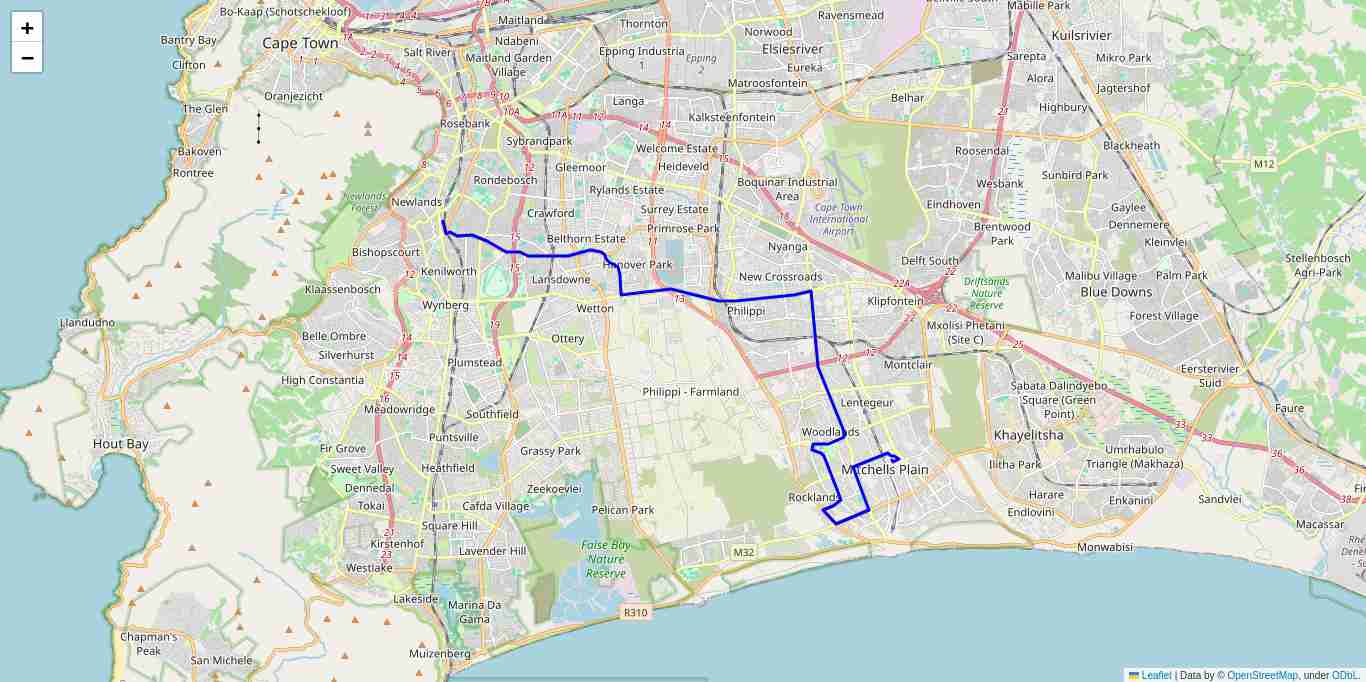 Bo-Kaap (Schotschekloof)
Maitland
Thornton
Ravensmead
Mabille Park
Bantry Bay
Cape Town
Ndabeni
Norwood
Kuilsrivier
Clifton
Salt River
Maitland Garden
Village
Epping Industria
1
Epping
2
Elsiesriver
Eureka
Sarepta
Mikro Park
Matroosfontein
Alora
Jagtershof
Oranjezicht
Langa
Belhar
Highbury
The Glen
Rosebank
Kalksteenfontein
Sybrandpark
Welcome Estate
Blackheath
Bakoven
Rontree
Gleemoor
Heideveld
Roosendal
M12
Rondebosch
Rylands Estate
Boquinar Industrial
Area
Wesbank
Sunbird Park
Newlands
Newlands
Forest
Crawford
Surrey Estate
Cape Town
International
Airport
Eindhoven
Gaylee
Primrose Park
Brentwood
Park
Dennemere
Belthorn Estate
Nyanga
Kleinvlei
Bishopscourt
Hanover Park
Delft South
Stellenbosch
Agri-Park
Kenilworth
Lansdowne
New Crossroads
Malibu Village
Palm Park
Klaassenbosch
Driftsands
- Nature
Reserve
Blue Downs
Wynberg
Wetton
Philippi
Klipfontein
Forest Village
Llandudno
Mxolisi Phetani
(Site C)
Belle Ombre
Ottery
Silverhurst
Plumstead
Montclair
Eersterivier
Suid
High Constantia
Philippi - Farmland
Sabata Dalindyebo
Square (Green
Point)
Meadowridge
Southfield
Lentegeur
Faure
Hout Bay
Puntsville
Woodlands
Khayelitsha
Fir Grove
Grassy Park
Umrhabulo
Triangle (Makhaza)
Sweet Valley
Heathfield
Mitchells Plain
Ilitha Park
Dennedal
Zeekoevlei
Rocklands
Harare
Enkanini
Sandvlei
Tokai
Cafda Village
Pelican Park
Endlovini
Macassar
Square Hill
Kirstenhof
Lavender Hill
False Bay
Nature
Reserve
M32
Monwabisi
Westlake
Lakeside
Marina Da
Gama
R310
Chapman's
Peak
San Michele
Muizenberg
Leaflet | Data by © OpenStreetMap, under ODbL.